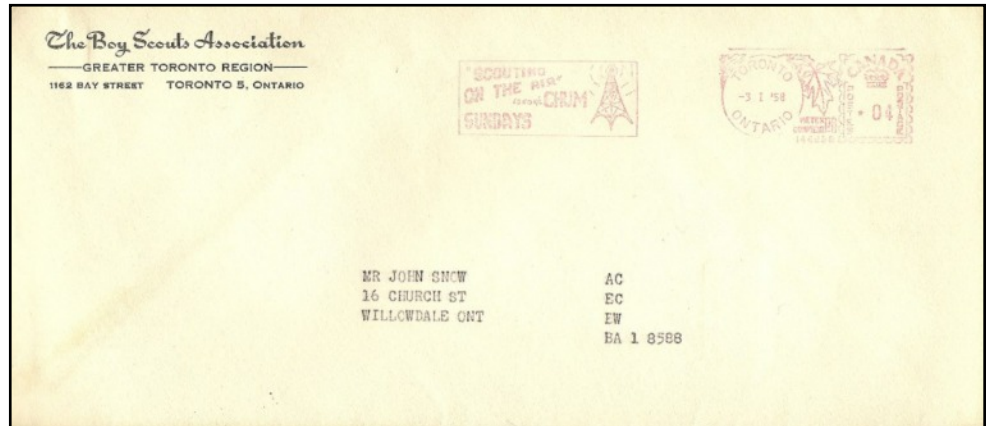 The Boy Scouts Association
GREATER TORONTO REGION
1162 BAY STREET TORONTO 5, ONTARIO
"SCOUTING
ON THE AIR"
CHUM
SUNDAYS
TORONTO
-3 I '58
ONTARIO
CANADA
POSTAGE
04
MR JOHN SNOW
16 CHURCH ST
WILLOWDALE ONT
AC
EC
EW
BA 1 8588